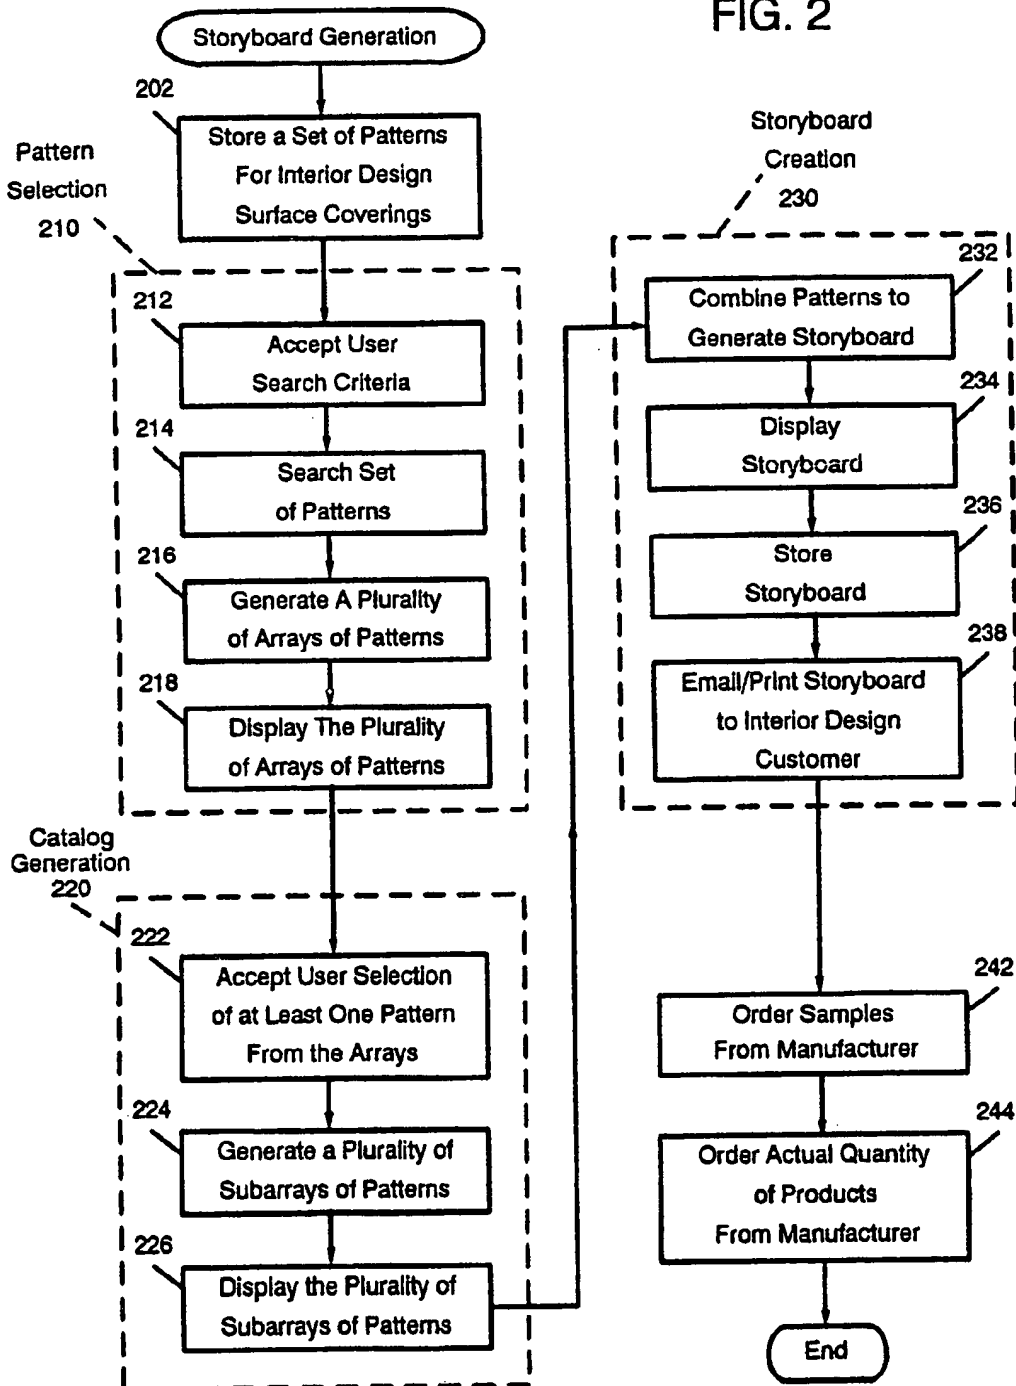 FIG. 2
Storyboard Generation
202
Store a Set of Patterns
For Interior Design
Surface Coverings
Pattern
Selection
210
212
Accept User
Search Criteria
214
Search Set
of Patterns
216
Generate A Plurality
of Arrays of Patterns
218
Display The Plurality
of Arrays of Patterns
Catalog
Generation
220
222
Accept User Selection
of at Least One Pattern
From the Arrays
224
Generate a Plurality of
Subarrays of Patterns
226
Display the Plurality of
Subarrays of Patterns
Storyboard
Creation
230
232
Combine Patterns to
Generate Storyboard
234
Display
Storyboard
236
Store
Storyboard
238
Email/Print Storyboard
to Interior Design
Customer
242
Order Samples
From Manufacturer
244
Order Actual Quantity
of Products
From Manufacturer
End